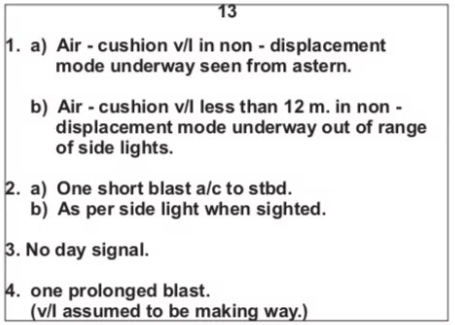 13
1. a) Air - cushion v/l in non - displacement
mode underway seen from astern.
b) Air - cushion v/l less than 12 m. in non -
displacement mode underway out of range
of side lights.
2. a) One short blast a/c to stbd.
b) As per side light when sighted.
3. No day signal.
4. one prolonged blast.
(v/l assumed to be making way.)